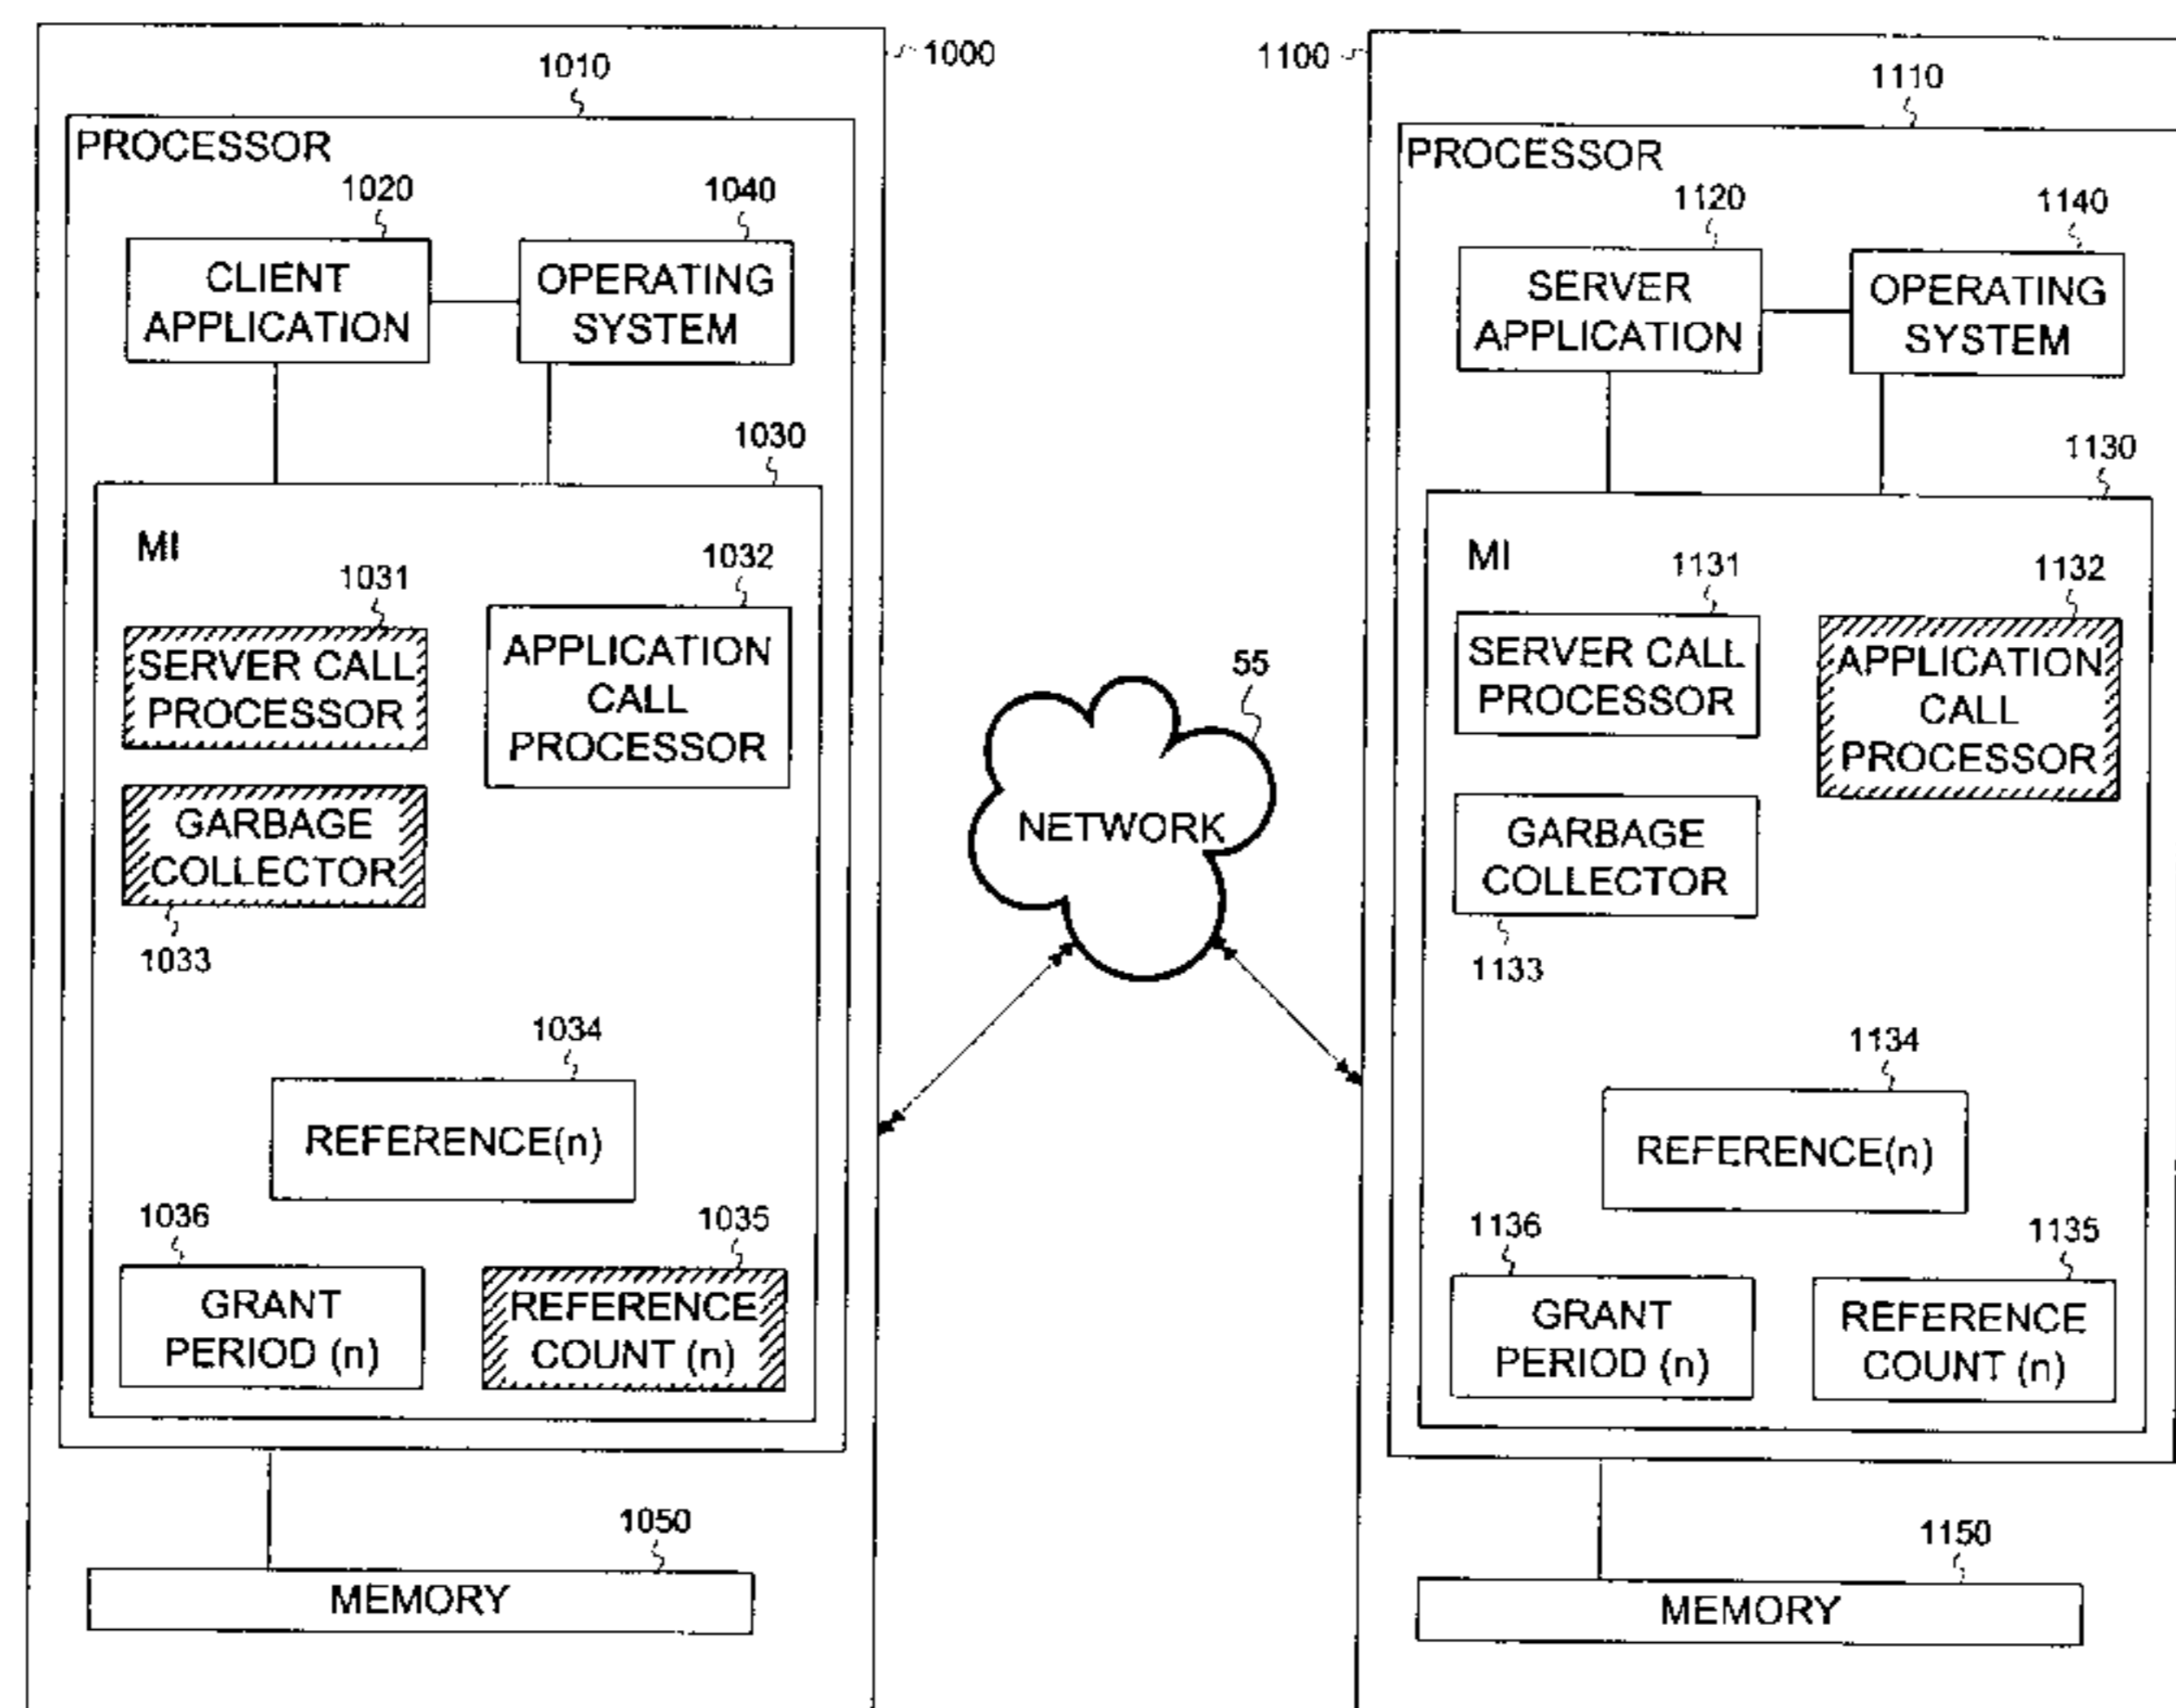 1000
1010
PROCESSOR
1020
1040
CLIENT
APPLICATION
OPERATING
SYSTEM
1030
MI
1031
1032
SERVER CALL
PROCESSOR
APPLICATION
CALL
PROCESSOR
GARBAGE
COLLECTOR
1033
1034
REFERENCE(n)
1036
1035
GRANT
PERIOD (n)
REFERENCE
COUNT (n)
1050
MEMORY
55
NETWORK
1100
1110
PROCESSOR
1120
1140
SERVER
APPLICATION
OPERATING
SYSTEM
1130
MI
1131
1132
SERVER CALL
PROCESSOR
APPLICATION
CALL
PROCESSOR
GARBAGE
COLLECTOR
1133
1134
REFERENCE(n)
1136
1135
GRANT
PERIOD (n)
REFERENCE
COUNT (n)
1150
MEMORY